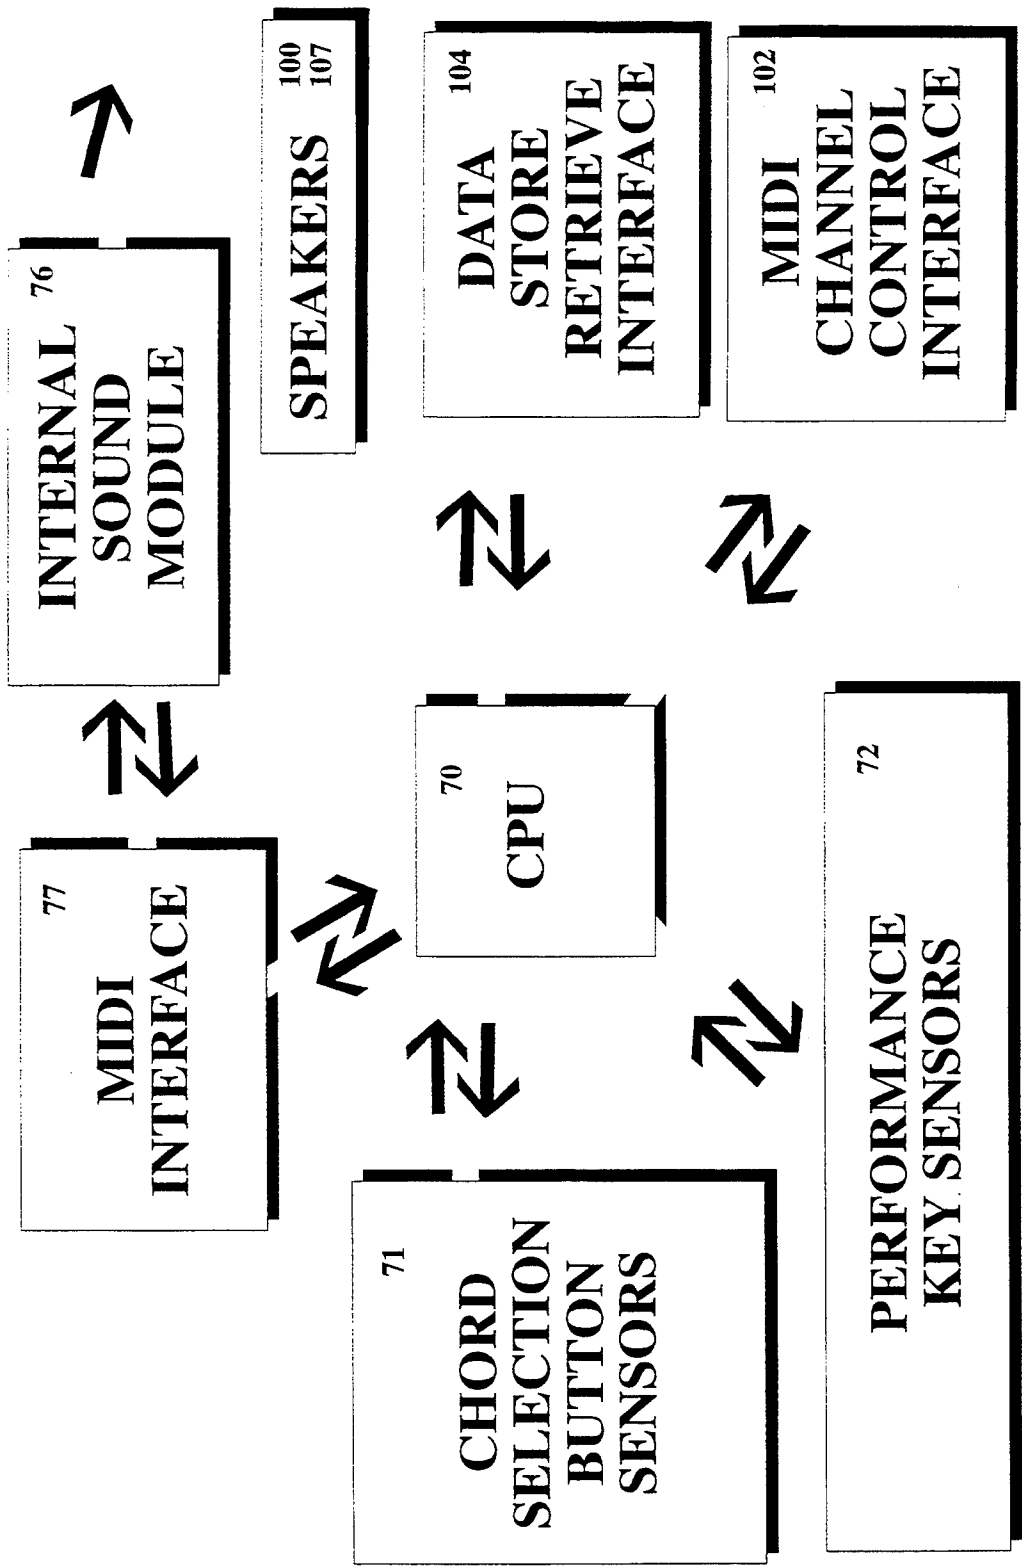 77
MIDI
INTERFACE
INTERNAL 76
SOUND
MODULE
SPEAKERS 100
107
71
CHORD
SELECTION
BUTTON
SENSORS
70
CPU
104
DATA
STORE
RETRIEVE
INTERFACE
72
PERFORMANCE
KEY SENSORS
102
MIDI
CHANNEL
CONTROL
INTERFACE